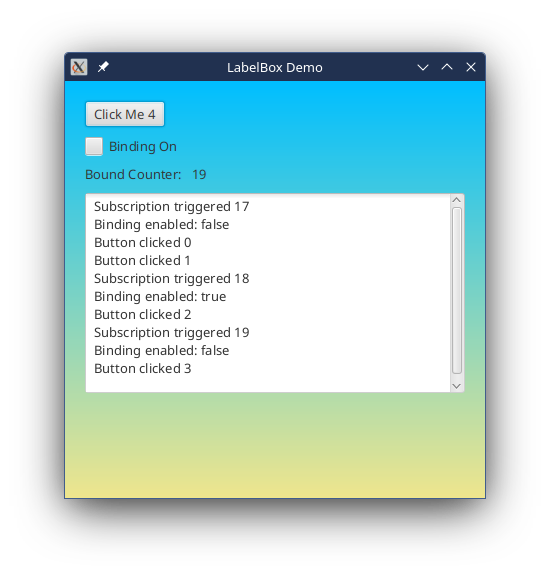 LabelBox Demo
Click Me 4
Binding On
Bound Counter: 19
Subscription triggered 17
Binding enabled: false
Button clicked 0
Button clicked 1
Subscription triggered 18
Binding enabled: true
Button clicked 2
Subscription triggered 19
Binding enabled: false
Button clicked 3